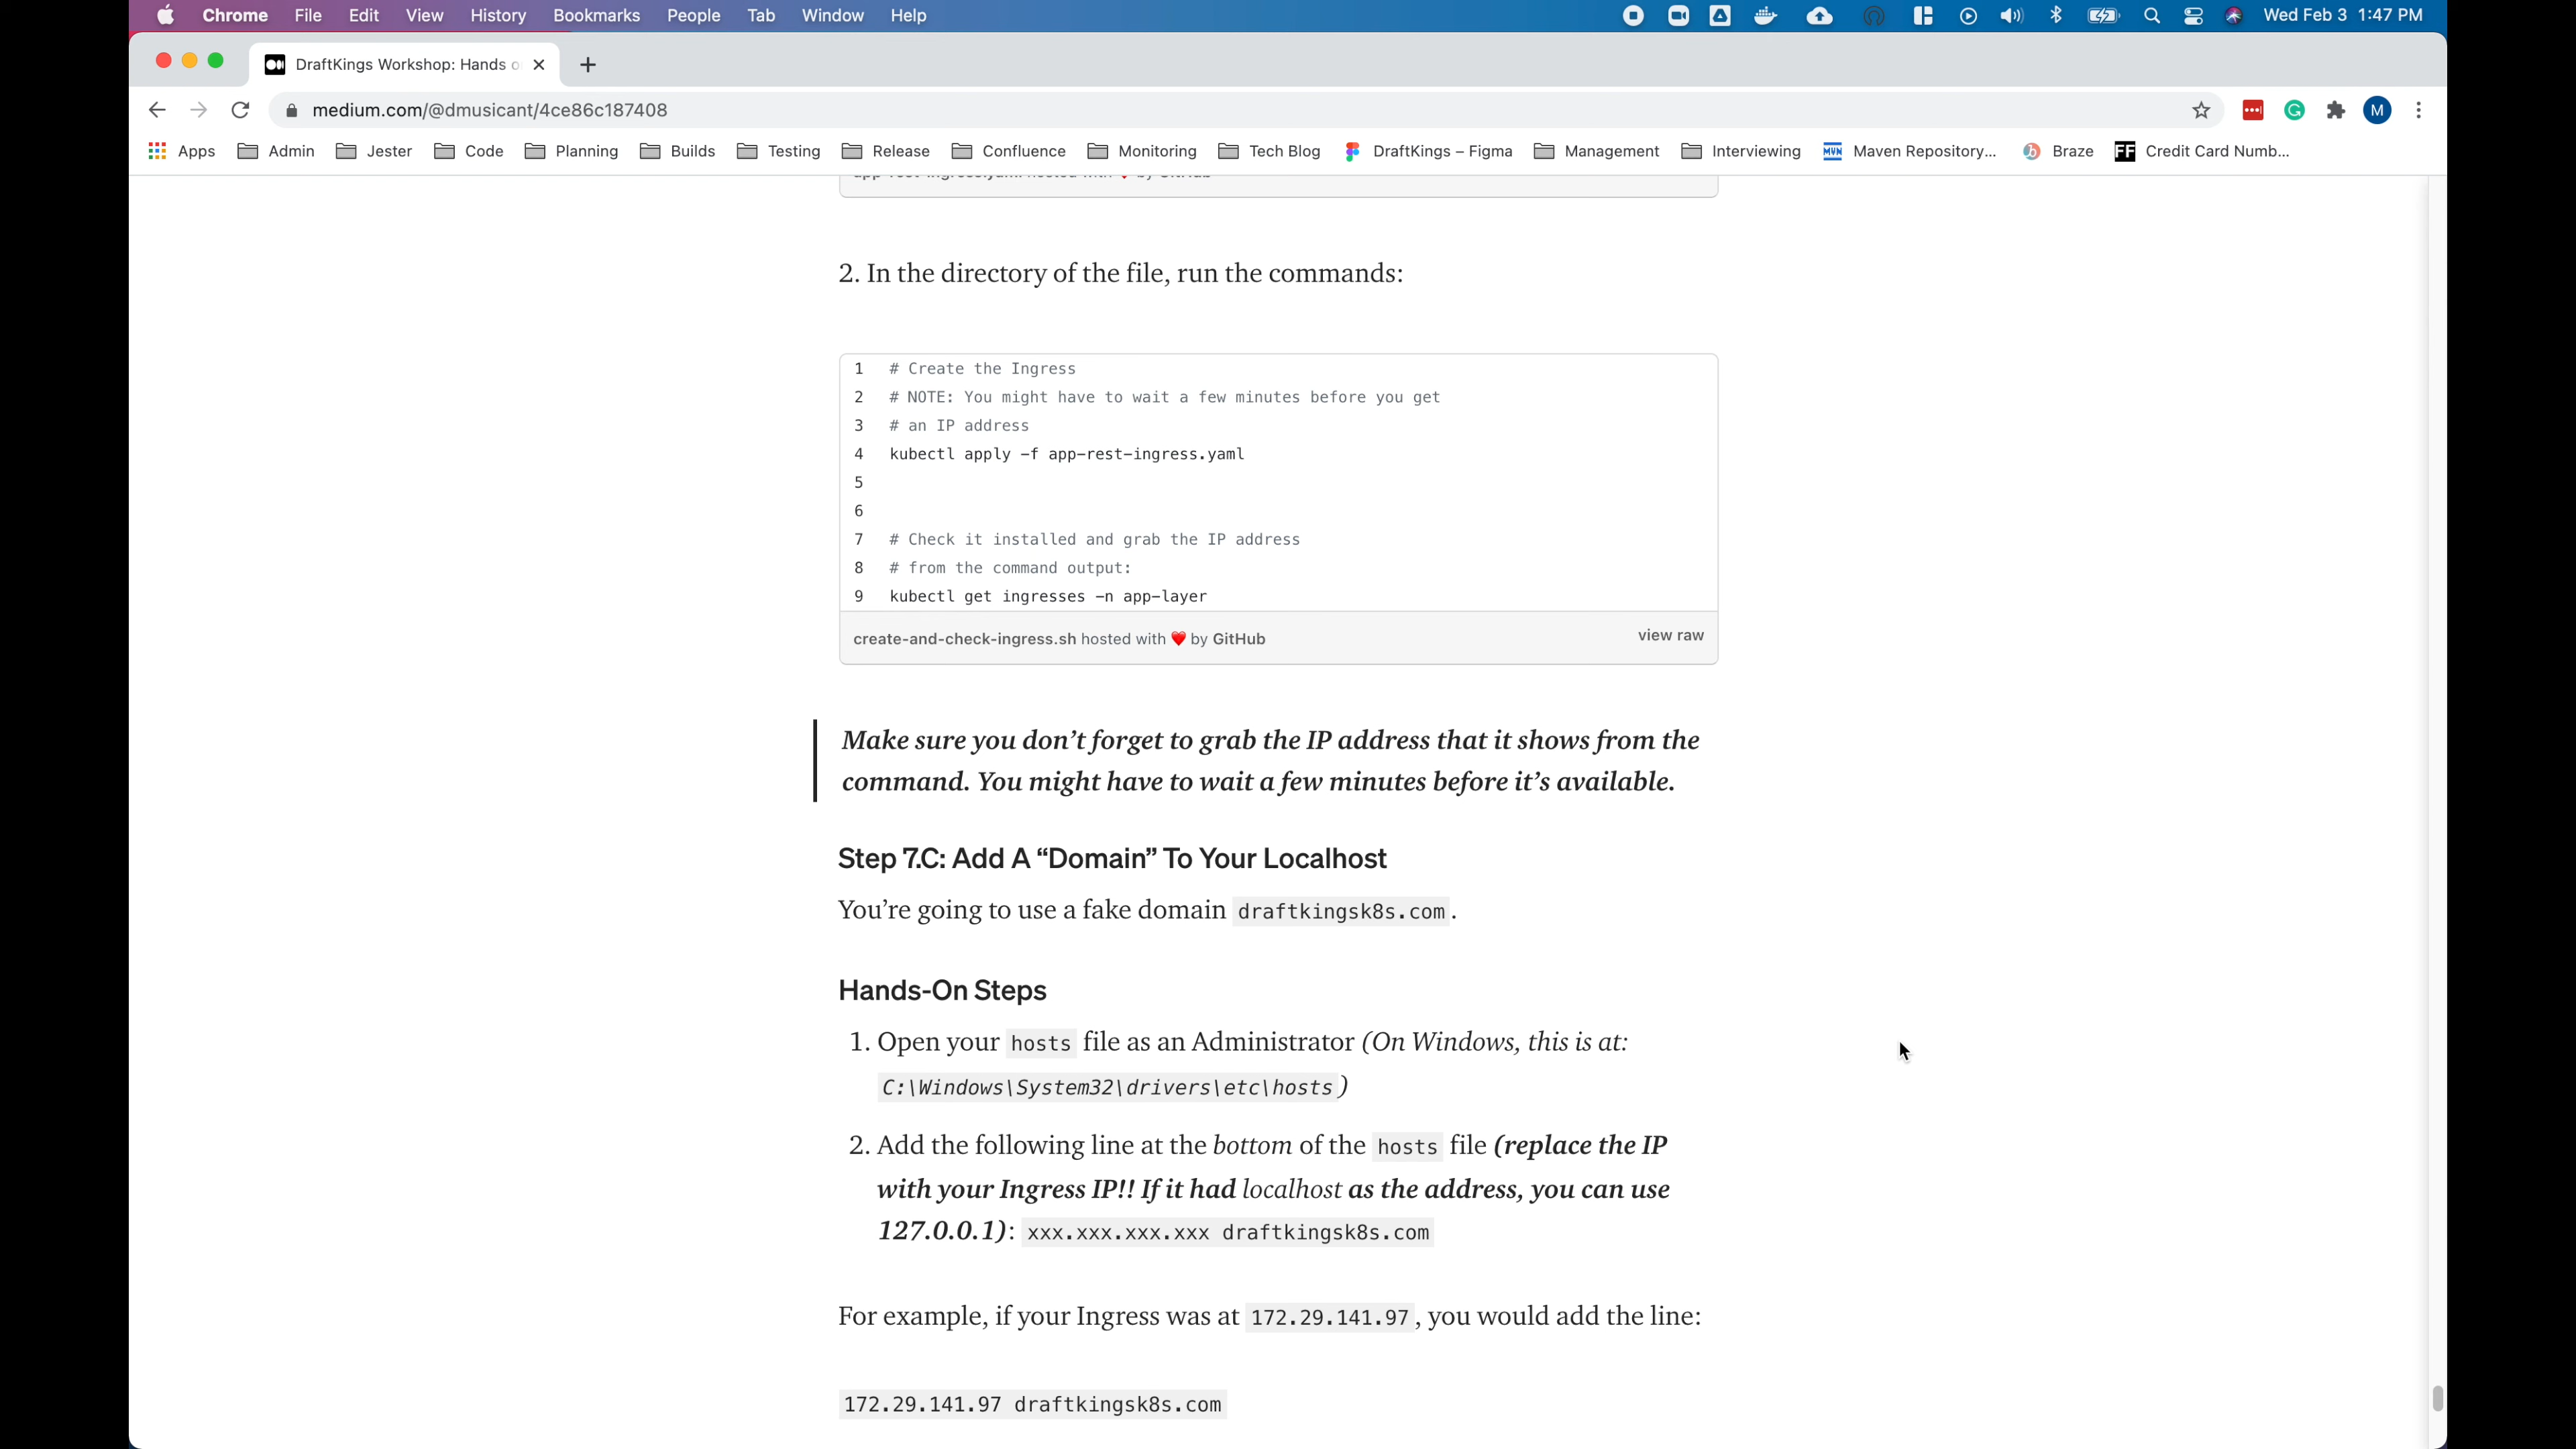 Chrome File Edit View History Bookmarks People Tab Window Help Wed Feb 3 1:47 PM
DraftKings Workshop: Hands o
medium.com/@dmusicant/4ce86c187408 M
Apps Admin Jester Code Planning Builds Testing Release Confluence Monitoring Tech Blog DraftKings – Figma Management Interviewing MVN Maven Repository... b Braze FF Credit Card Numb...
2. In the directory of the file, run the commands:
1 # Create the Ingress
2 # NOTE: You might have to wait a few minutes before you get
3 # an IP address
4 kubectl apply -f app-rest-ingress.yaml
5
6
7 # Check it installed and grab the IP address
8 # from the command output:
9 kubectl get ingresses -n app-layer
create-and-check-ingress.sh hosted with ❤ by GitHub view raw
Make sure you don’t forget to grab the IP address that it shows from the
command. You might have to wait a few minutes before it’s available.
Step 7.C: Add A “Domain” To Your Localhost
You’re going to use a fake domain draftkingsk8s.com.
Hands-On Steps
1. Open your hosts file as an Administrator (On Windows, this is at:
C:\Windows\System32\drivers\etc\hosts)
2. Add the following line at the bottom of the hosts file (replace the IP
with your Ingress IP!! If it had localhost as the address, you can use
127.0.0.1): xxx.xxx.xxx.xxx draftkingsk8s.com
For example, if your Ingress was at 172.29.141.97, you would add the line:
172.29.141.97 draftkingsk8s.com